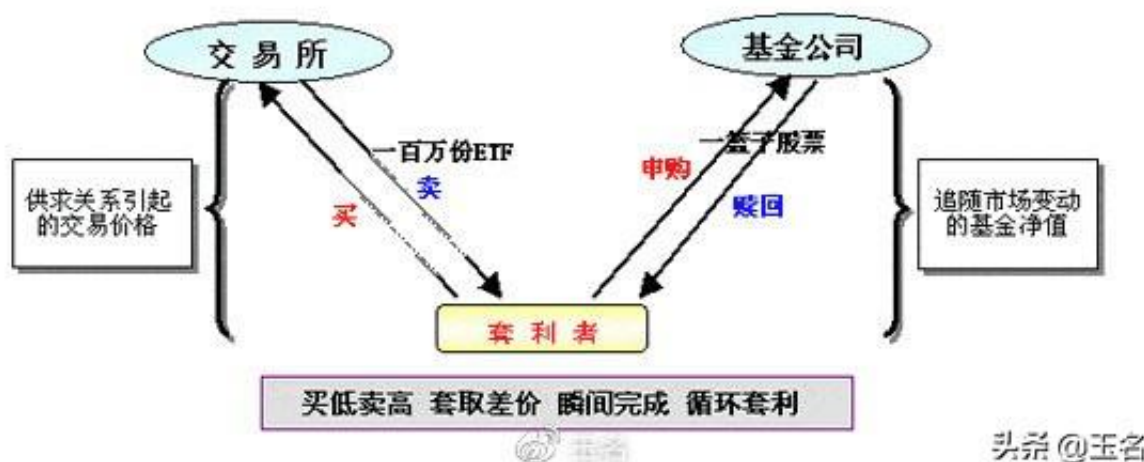 交易所
基金公司
一百万份ETF
卖
买
申购
一篮子股票
赎回
供求关系引起
的交易价格
追随市场变动
的基金净值
套利者
买低卖高 套取差价 瞬间完成 循环套利
头条 @玉名